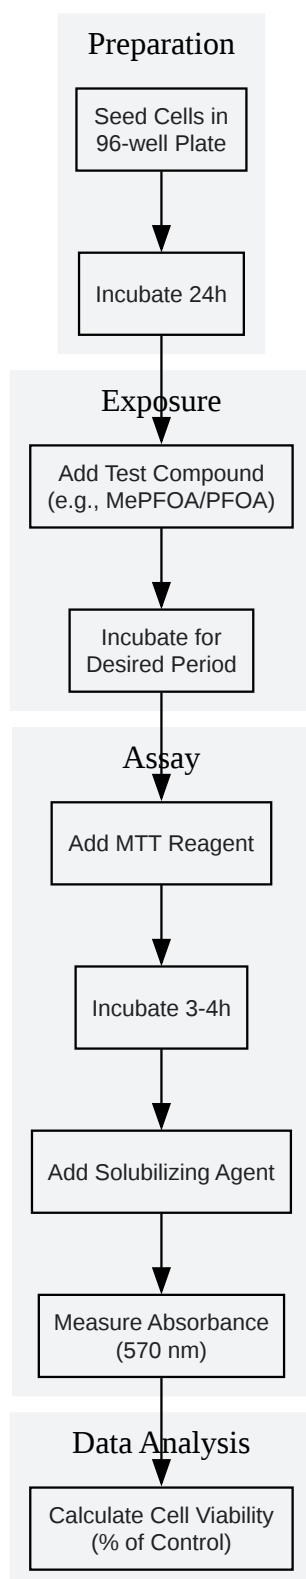 Preparation
Seed Cells in
96-well Plate
Incubate 24h
Exposure
Add Test Compound
(e.g., MePFOA/PFOA)
Incubate for
Desired Period
Assay
Add MTT Reagent
Incubate 3-4h
Add Solubilizing Agent
Measure Absorbance
(570 nm)
Data Analysis
Calculate Cell Viability
(% of Control)